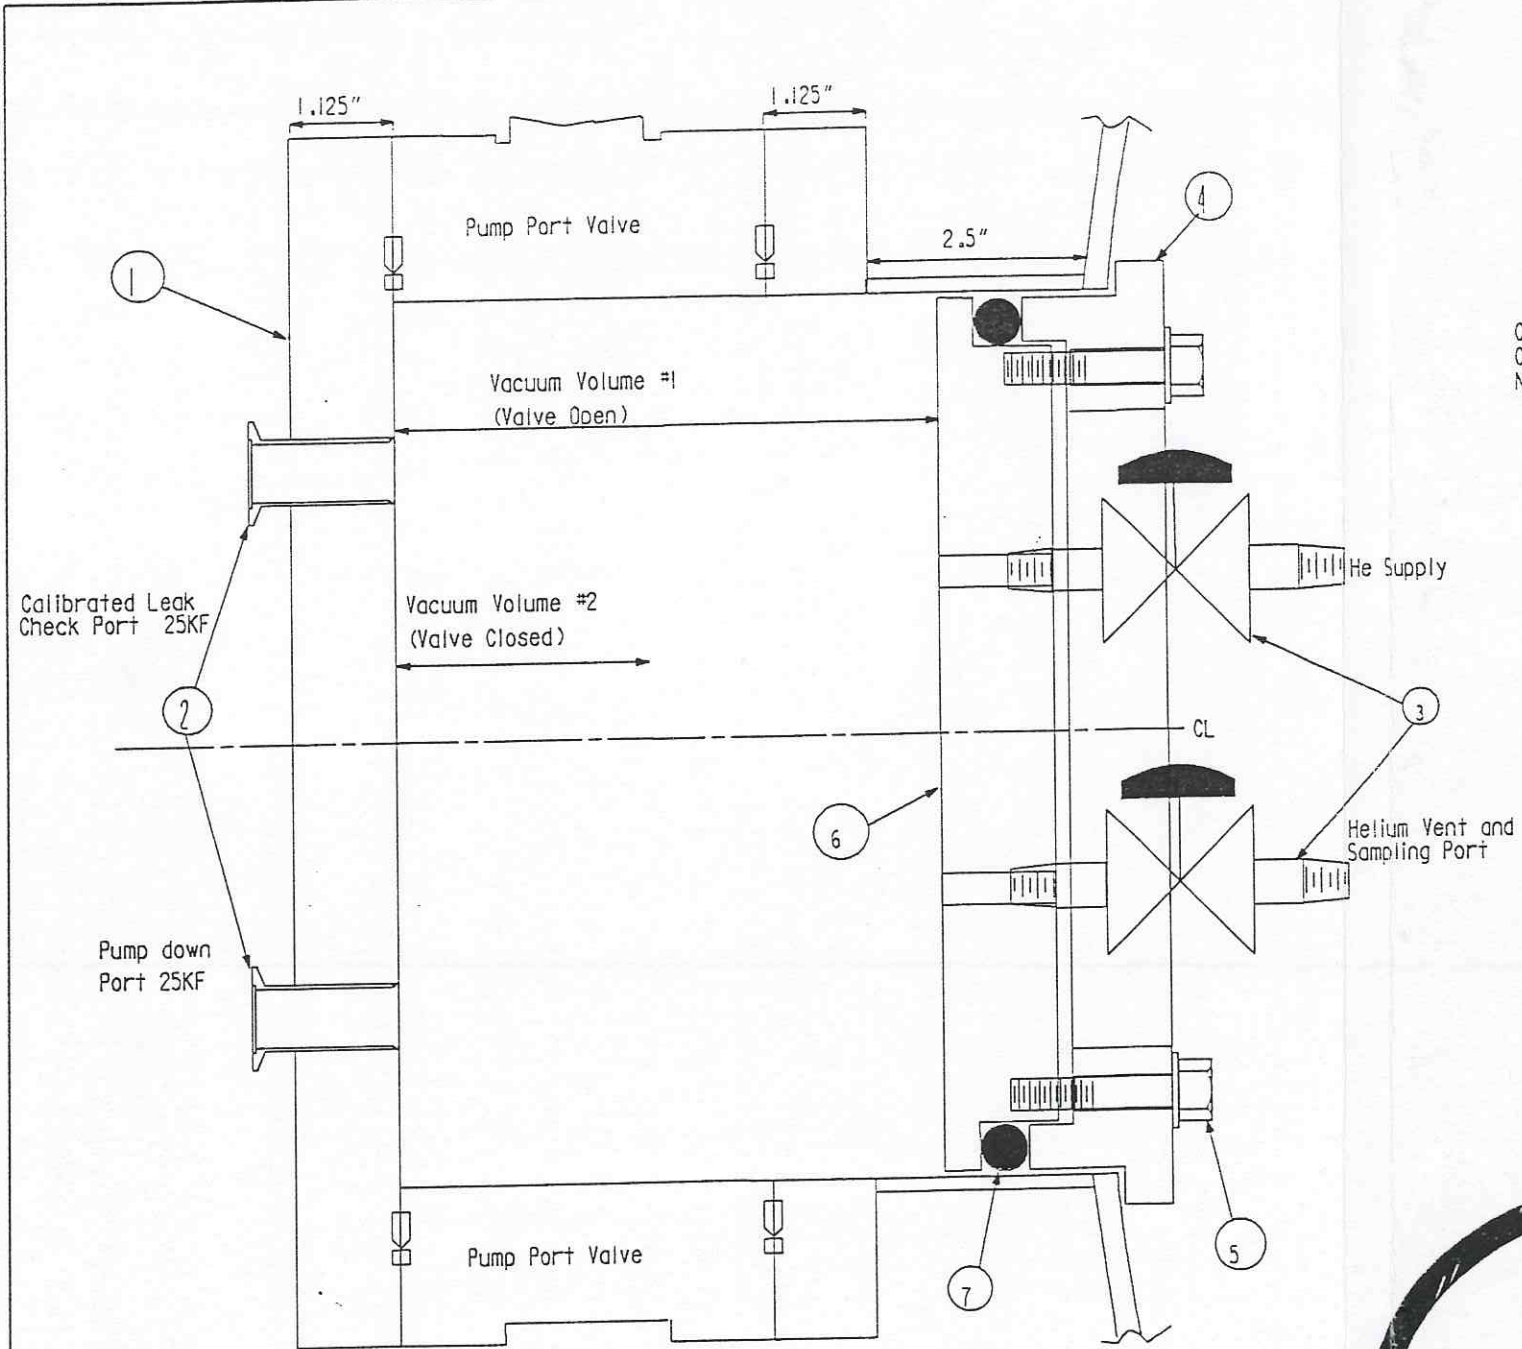 1.125"
1.125"
Pump Port Valve
2.5"
4
1
Vacuum Volume #1
(Valve Open)
He Supply
Calibrated Leak
Check Port 25KF
Vacuum Volume #2
(Valve Closed)
2
3
CL
6
Helium Vent and
Sampling Port
Pump down
Port 25KF
Pump Port Valve
5
7